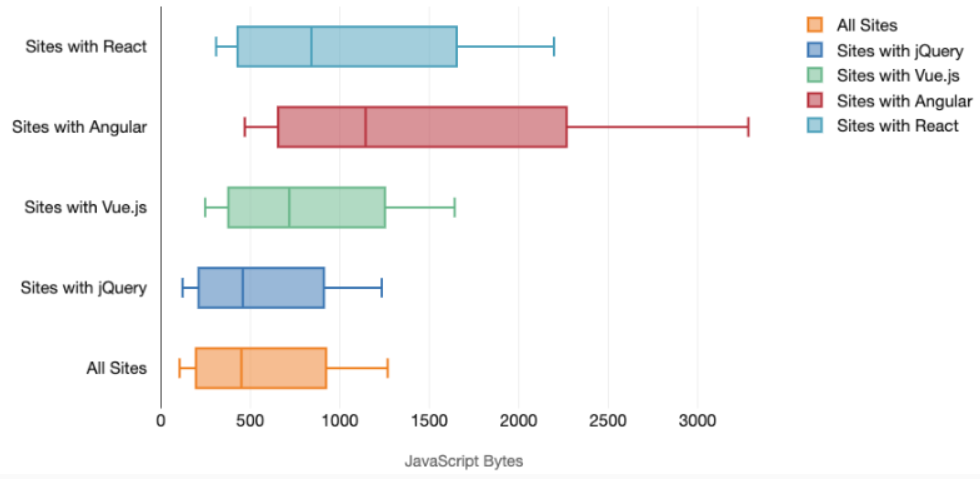 Sites with React
Sites with Angular
Sites with Vue.js
Sites with jQuery
All Sites
0 500 1000 1500 2000 2500 3000
JavaScript Bytes
All Sites
Sites with jQuery
Sites with Vue.js
Sites with Angular
Sites with React